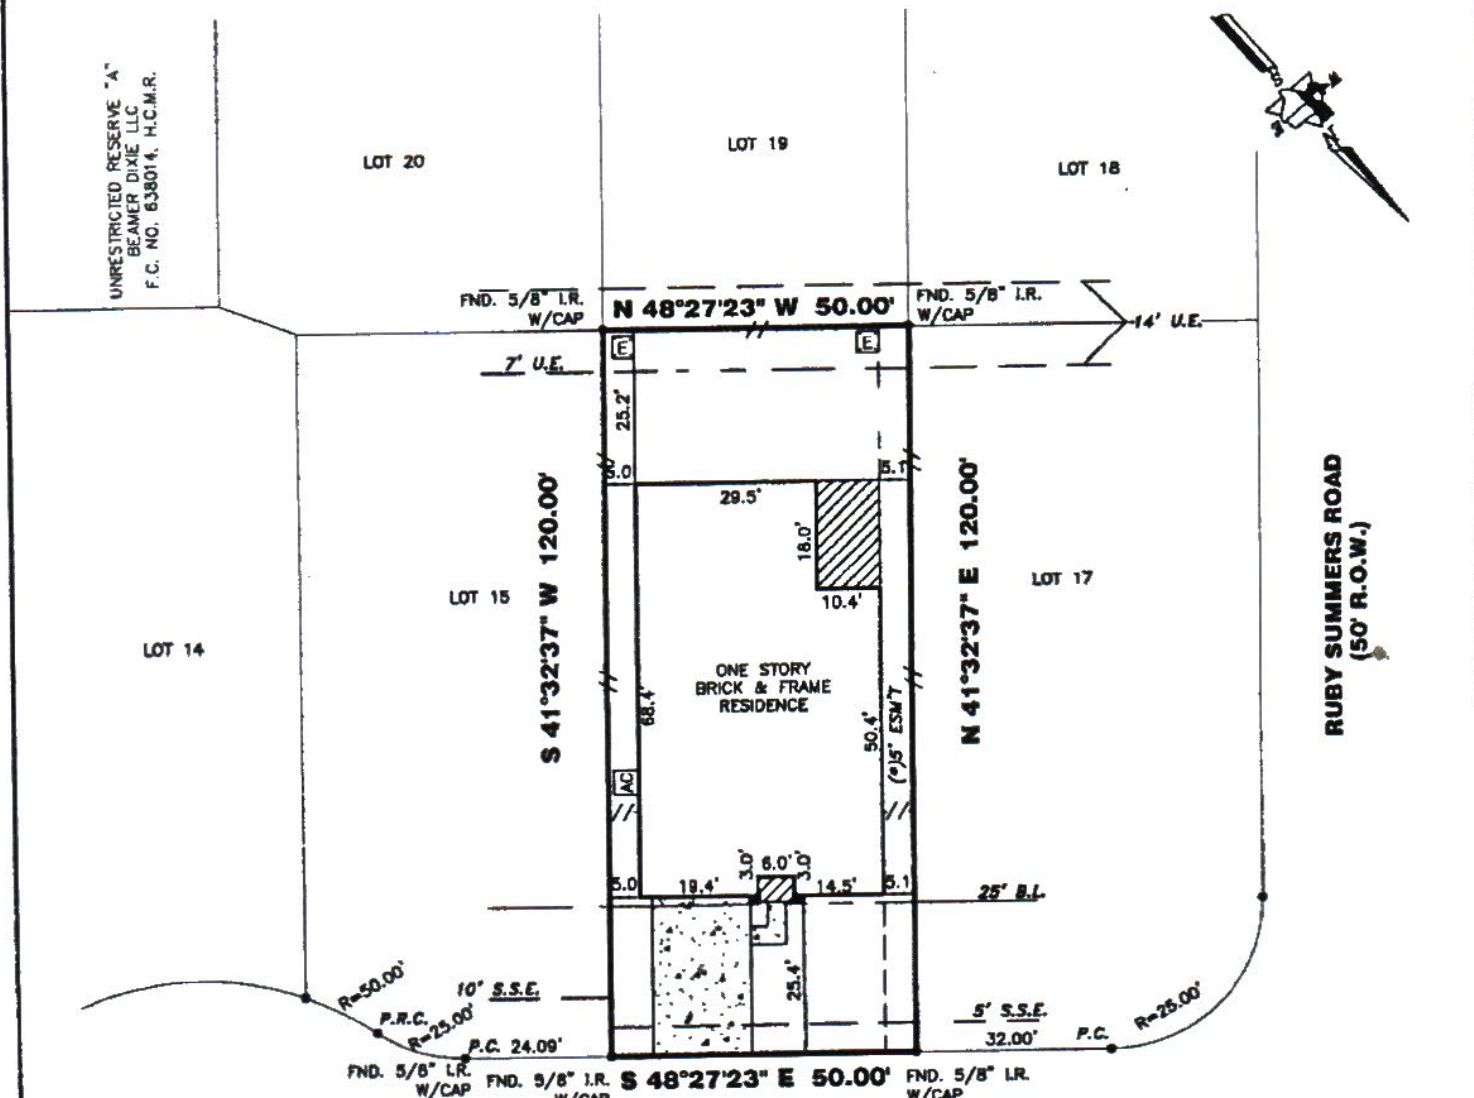 UNRESTRICTED RESERVE "A"
BEAMER DIXIE LLC
F.C. NO. 638014, H.C.M.R.
LOT 20
LOT 19
LOT 18
FND. 5/8" I.R.
W/CAP
N 48°27'23" W 50.00'
FND. 5/8" I.R.
W/CAP
14' U.E.
E
E
7' U.E.
25.2'
5.0
5.1
29.5'
18.0'
10.4'
S 41°32'37" W 120.00'
N 41°32'37" E 120.00'
LOT 14
LOT 15
LOT 17
RUBY SUMMERS ROAD
(50' R.O.W.)
ONE STORY
BRICK & FRAME
RESIDENCE
68.4'
50.4'
(*)5' ESM'T
AC
3.0'
6.0'
3.0'
5.0
19.4'
14.5'
5.1
25' B.L.
25.4'
10' S.S.E.
5' S.S.E.
R=50.00'
P.R.C.
R=25.00'
P.C. 24.09'
32.00'
P.C.
R=25.00'
FND. 5/8" I.R.
W/CAP
FND. 5/8" I.R.
W/CAP
S 48°27'23" E 50.00'
FND. 5/8" I.R.
W/CAP